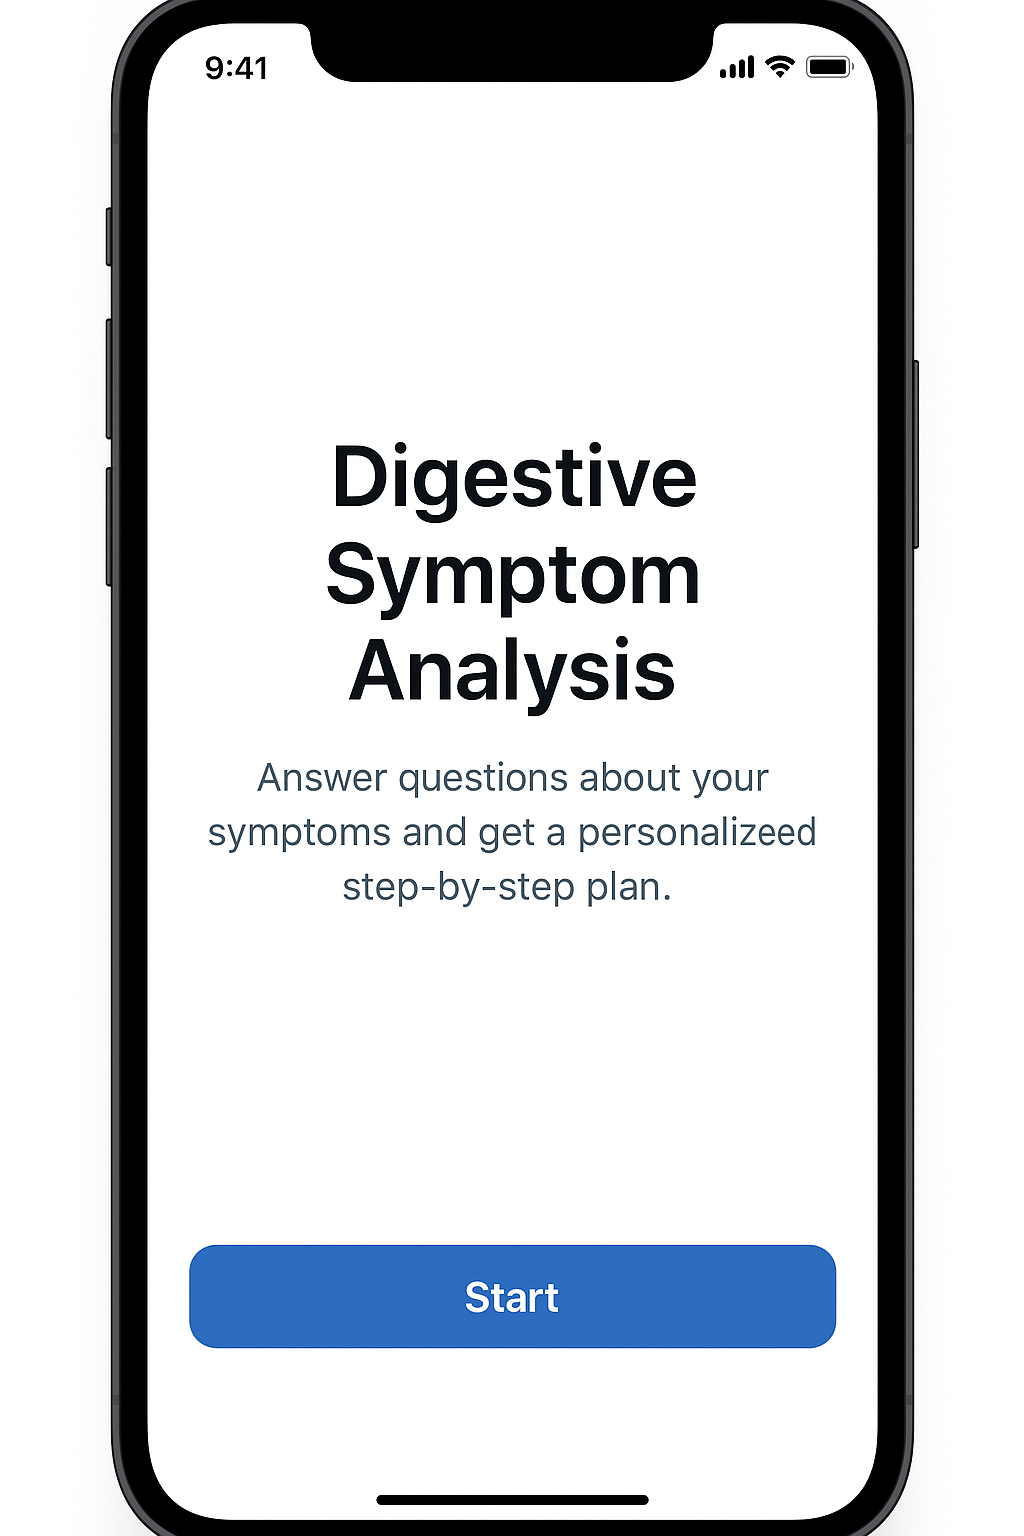 9:41
Digestive
Symptom
Analysis
Answer questions about your
symptoms and get a personalizeed
step-by-step plan.
Start